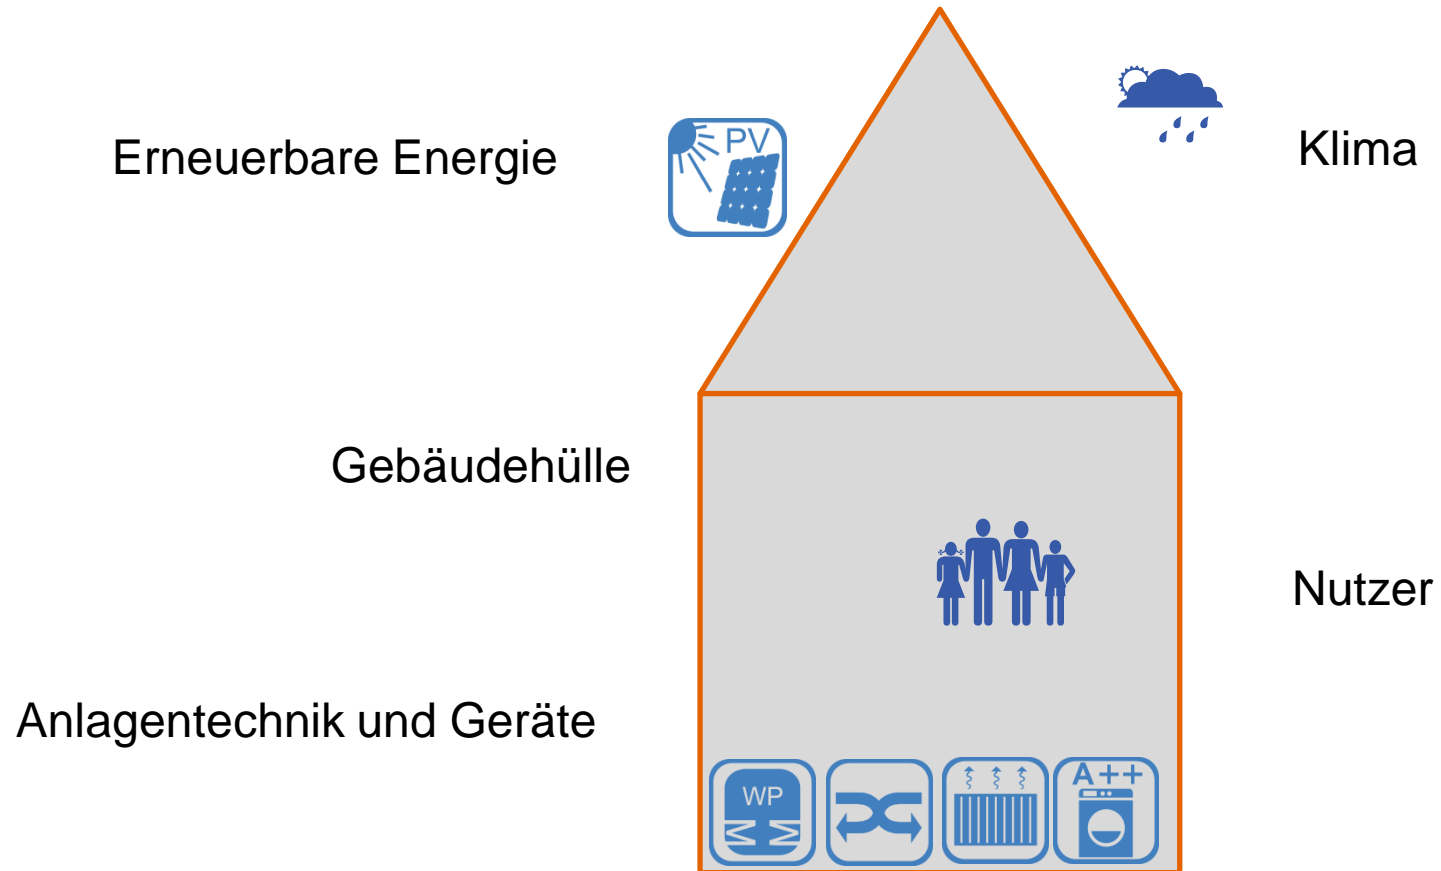 Erneuerbare Energie
PV
Klima
Gebäudehülle
Nutzer
Anlagentechnik und Geräte
WP
A++